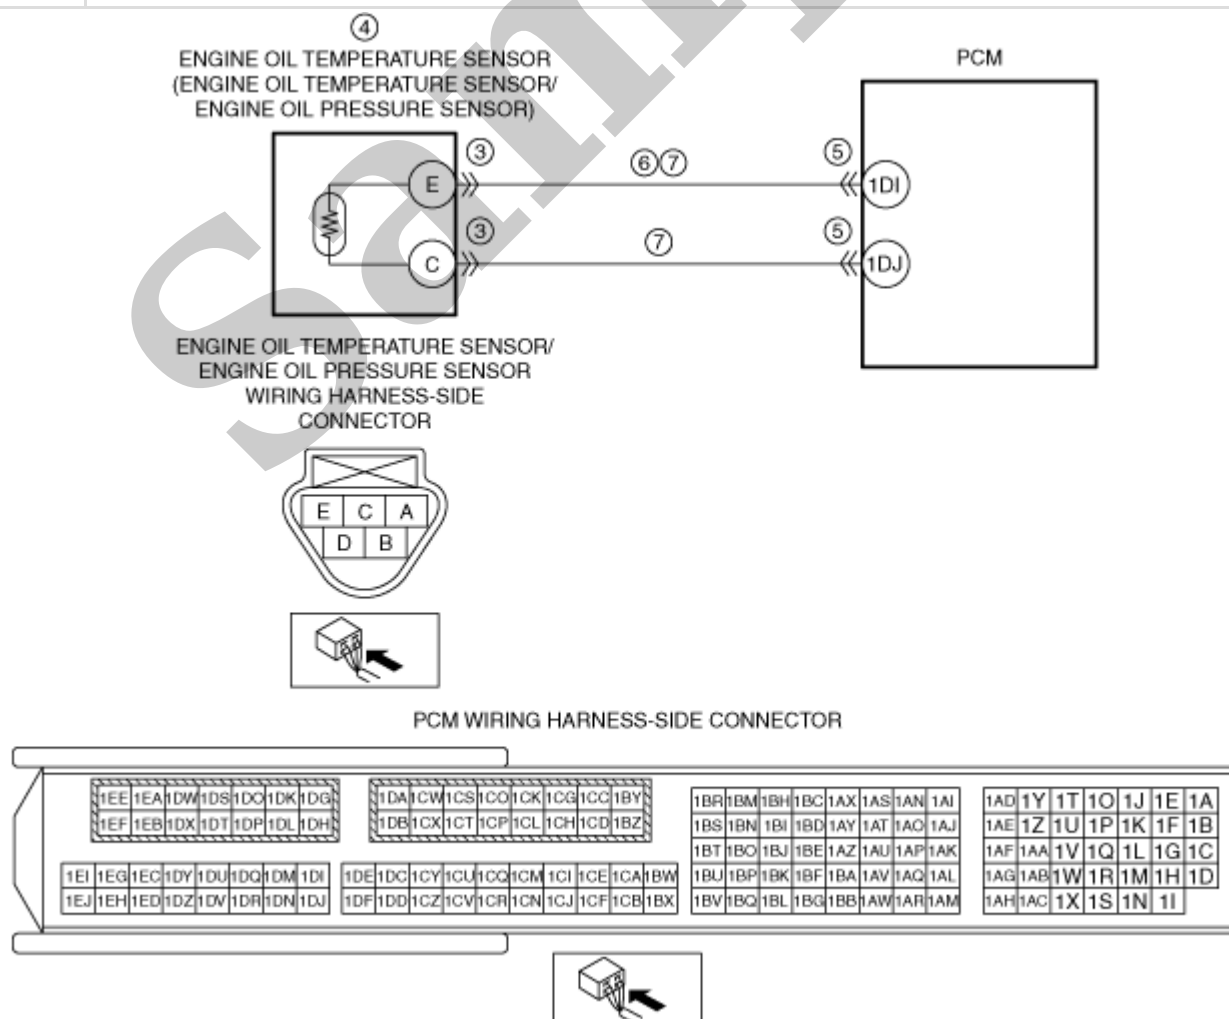 ④
ENGINE OIL TEMPERATURE SENSOR
(ENGINE OIL TEMPERATURE SENSOR/
ENGINE OIL PRESSURE SENSOR)
PCM
③
⑥⑦
⑤
E
1DI
③
⑦
⑤
C
1DJ
ENGINE OIL TEMPERATURE SENSOR/
ENGINE OIL PRESSURE SENSOR
WIRING HARNESS-SIDE
CONNECTOR
E C A
D B
PCM WIRING HARNESS-SIDE CONNECTOR
1EE 1EA 1DW 1DS 1DO 1DK 1DG
1EF 1EB 1DX 1DT 1DP 1DL 1DH
1EI 1EG 1EC 1DY 1DU 1DQ 1DM 1DI
1EJ 1EH 1ED 1DZ 1DV 1DR 1DN 1DJ
1DA 1CW 1CS 1CO 1CK 1CG 1CC 1BY
1DB 1CX 1CT 1CP 1CL 1CH 1CD 1BZ
1DE 1DC 1CY 1CU 1CQ 1CM 1CI 1CE 1CA 1BW
1DF 1DD 1CZ 1CV 1CR 1CN 1CJ 1CF 1CB 1BX
1BR 1BM 1BH 1BC 1AX 1AS 1AN 1AI
1BS 1BN 1BI 1BD 1AY 1AT 1AO 1AJ
1BT 1BO 1BJ 1BE 1AZ 1AU 1AP 1AK
1BU 1BP 1BK 1BF 1BA 1AV 1AQ 1AL
1BV 1BQ 1BL 1BG 1BB 1AW 1AR 1AM
1AD 1Y 1T 1O 1J 1E 1A
1AE 1Z 1U 1P 1K 1F 1B
1AF 1AA 1V 1Q 1L 1G 1C
1AG 1AB 1W 1R 1M 1H 1D
1AH 1AC 1X 1S 1N 1I